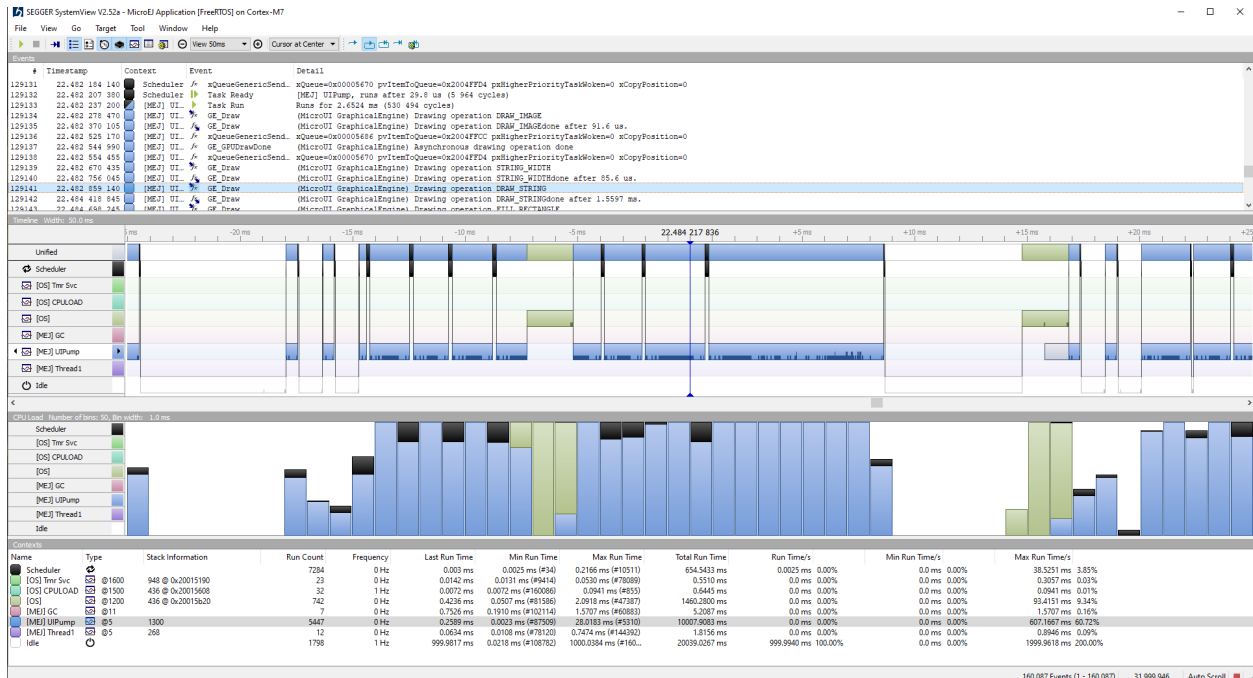 SEGGER SystemView V2.52a - MicroEJ Application [FreeRTOS] on Cortex-M7
File View Go Target Tool Window Help
View 50ms Cursor at Center
Events
# Timestamp Context Event Detail
129131 22.482 184 140 Scheduler xQueueGenericSend... xQueue=0x00005670 pvItemToQueue=0x2004FFD4 pxHigherPriorityTaskWoken=0 xCopyPosition=0
129132 22.482 207 380 Scheduler Task Ready [MEJ] UIPump, runs after 29.8 us (5 964 cycles)
129133 22.482 237 200 [MEJ] UI… Task Run Runs for 2.6524 ms (530 494 cycles)
129134 22.482 278 470 [MEJ] UI… GE_Draw (MicroUI GraphicalEngine) Drawing operation DRAW_IMAGE
129135 22.482 370 105 [MEJ] UI… GE_Draw (MicroUI GraphicalEngine) Drawing operation DRAW_IMAGEdone after 91.6 us.
129136 22.482 525 170 [MEJ] UI… xQueueGenericSend... xQueue=0x00005686 pvItemToQueue=0x2004FFCC pxHigherPriorityTaskWoken=0 xCopyPosition=0
129137 22.482 544 990 [MEJ] UI… GE_GPUDrawDone (MicroUI GraphicalEngine) Asynchronous drawing operation done
129138 22.482 554 455 [MEJ] UI… xQueueGenericSend... xQueue=0x00005670 pvItemToQueue=0x2004FFD4 pxHigherPriorityTaskWoken=0 xCopyPosition=0
129139 22.482 670 435 [MEJ] UI… GE_Draw (MicroUI GraphicalEngine) Drawing operation STRING_WIDTH
129140 22.482 756 045 [MEJ] UI… GE_Draw (MicroUI GraphicalEngine) Drawing operation STRING_WIDTHdone after 85.6 us.
129141 22.482 859 140 [MEJ] UI… GE_Draw (MicroUI GraphicalEngine) Drawing operation DRAW_STRING
129142 22.484 418 845 [MEJ] UI… GE_Draw (MicroUI GraphicalEngine) Drawing operation DRAW_STRINGdone after 1.5597 ms.
129143 22.484 698 245 [MEJ] UI… GE_Draw (MicroUI GraphicalEngine) Drawing operation FILL_RECTANGLE
Timeline Width: 50.0 ms
-20 ms -15 ms -10 ms -5 ms 22.484 217 836 +5 ms +10 ms +15 ms +20 ms
Unified
Scheduler
[OS] Tmr Svc
[OS] CPULOAD
[OS]
[MEJ] GC
[MEJ] UIPump
[MEJ] Thread1
Idle
CPU Load Number of bins: 50, Bin width: 1.0 ms
Scheduler
[OS] Tmr Svc
[OS] CPULOAD
[OS]
[MEJ] GC
[MEJ] UIPump
[MEJ] Thread1
Idle
Contexts
Name Type Stack Information Run Count Frequency Last Run Time Min Run Time Max Run Time Total Run Time Run Time/s Min Run Time/s Max Run Time/s
Scheduler 7284 0 Hz 0.003 ms 0.0025 ms (#34) 0.2166 ms (#10511) 654.5433 ms 0.0025 ms 0.00% 0.0 ms 0.00% 38.5251 ms 3.85%
[OS] Tmr Svc @1600 948 @ 0x20015190 23 0 Hz 0.0142 ms 0.0131 ms (#9414) 0.0530 ms (#78089) 0.5510 ms 0.0 ms 0.00% 0.0 ms 0.00% 0.3057 ms 0.03%
[OS] CPULOAD @1500 436 @ 0x20015608 32 1 Hz 0.0072 ms 0.0072 ms (#160086) 0.0941 ms (#855) 0.6445 ms 0.0 ms 0.00% 0.0 ms 0.00% 0.0941 ms 0.01%
[OS] @1200 436 @ 0x20015b20 742 0 Hz 0.4236 ms 0.0507 ms (#81586) 2.0918 ms (#47387) 1460.2800 ms 0.0 ms 0.00% 0.0 ms 0.00% 93.4151 ms 9.34%
[MEJ] GC @11 7 0 Hz 0.7526 ms 0.1910 ms (#102114) 1.5707 ms (#60883) 5.2087 ms 0.0 ms 0.00% 0.0 ms 0.00% 1.5707 ms 0.16%
[MEJ] UIPump @5 1300 5447 0 Hz 0.2589 ms 0.0023 ms (#87509) 28.0183 ms (#5310) 10007.9083 ms 0.0 ms 0.00% 0.0 ms 0.00% 607.1667 ms 60.72%
[MEJ] Thread1 @5 268 12 0 Hz 0.0634 ms 0.0108 ms (#78120) 0.7474 ms (#144392) 1.8156 ms 0.0 ms 0.00% 0.0 ms 0.00% 0.8946 ms 0.09%
Idle 1798 1 Hz 999.9817 ms 0.0218 ms (#108782) 1000.0384 ms (#160... 20039.0267 ms 999.9940 ms 100.00% 0.0 ms 0.00% 1999.9618 ms 200.00%
160 087 Events (1 - 160 087) 31.999 946 Auto Scroll